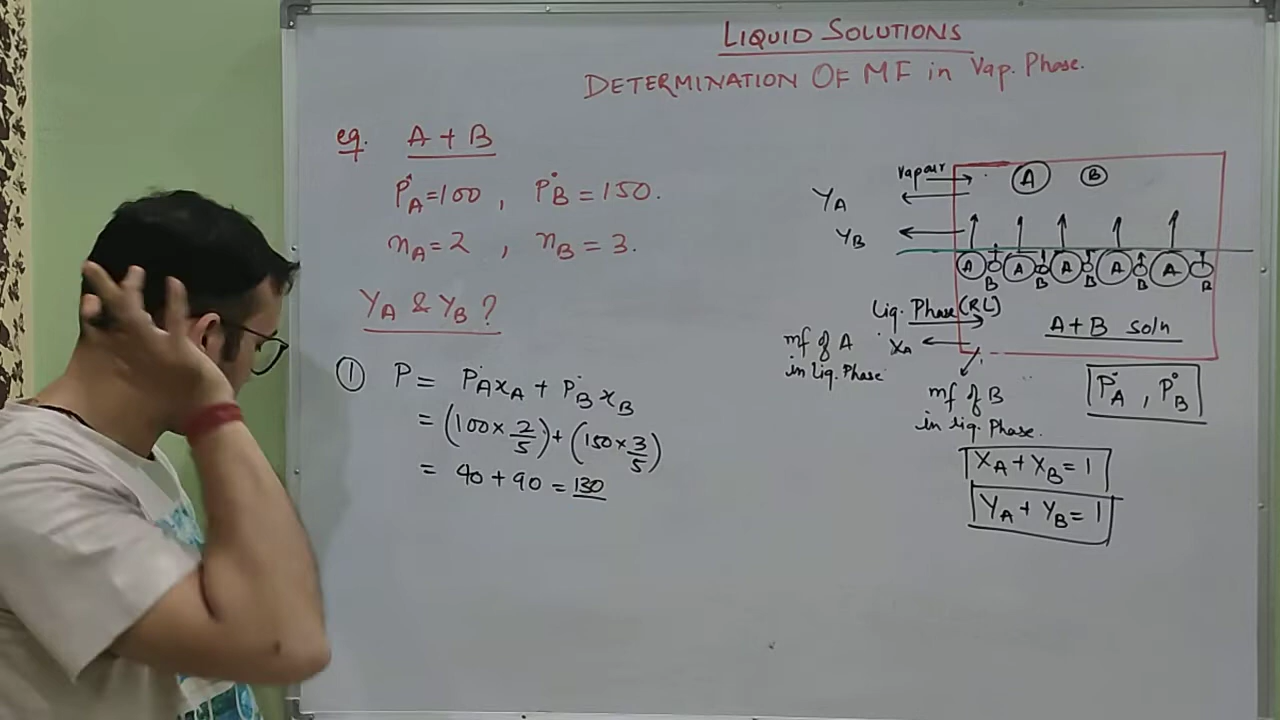 LIQUID SOLUTIONS
DETERMINATION OF MF in Vap. Phase.
eg. A + B
P°A=100 , P°B=150.
nA=2 , nB=3.
YA & YB ?
① P = P°A xA + P°B xB
= (100 × 2/5) + (150 × 3/5)
= 40 + 90 = 130
Vapour
A B
YA
YB
A A A A A
B B B B B
Liq. Phase (RL)
A+B soln
mf of A
in Liq. Phase
XA
mf of B
in Liq. Phase.
P°A , P°B
XA + XB = 1
YA + YB = 1